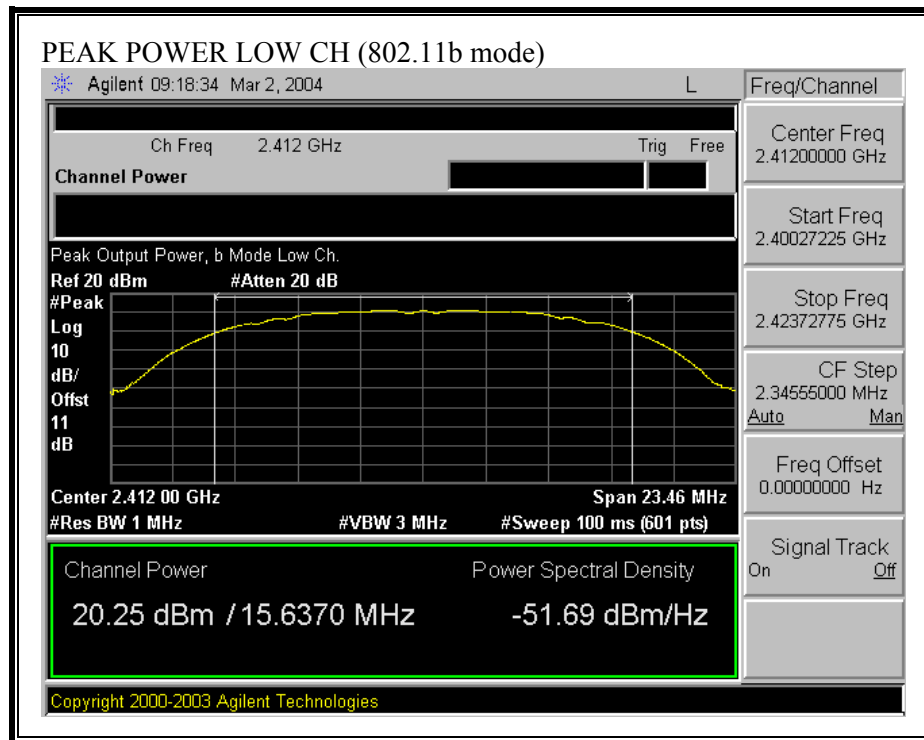 PEAK POWER LOW CH (802.11b mode)
Agilent 09:18:34 Mar 2, 2004 L
Freq/Channel
Ch Freq 2.412 GHz Trig Free
Channel Power
Peak Output Power, b Mode Low Ch.
Ref 20 dBm #Atten 20 dB
#Peak
Log
10
dB/
Offst
11
dB
Center 2.412 00 GHz Span 23.46 MHz
#Res BW 1 MHz #VBW 3 MHz #Sweep 100 ms (601 pts)
Channel Power Power Spectral Density
20.25 dBm / 15.6370 MHz -51.69 dBm/Hz
Center Freq
2.41200000 GHz
Start Freq
2.40027225 GHz
Stop Freq
2.42372775 GHz
CF Step
2.34555000 MHz
Auto Man
Freq Offset
0.00000000 Hz
Signal Track
On Off
Copyright 2000-2003 Agilent Technologies